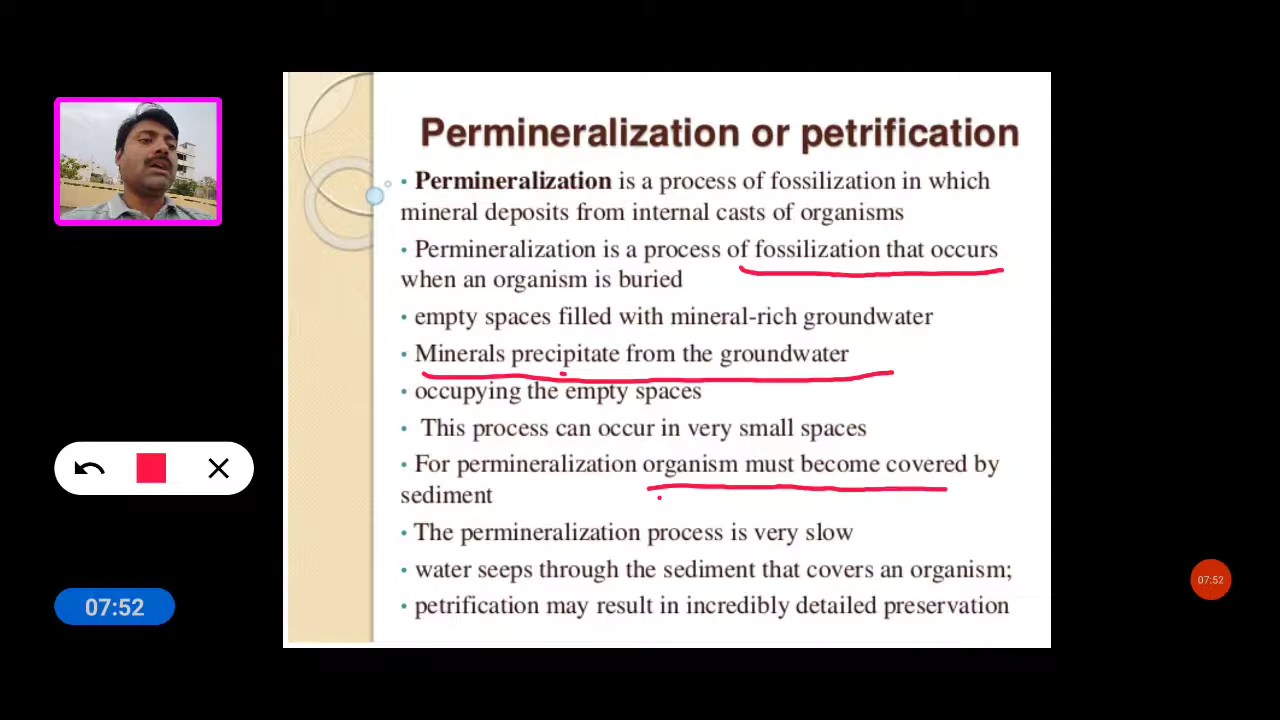 Permineralization or petrification
• Permineralization is a process of fossilization in which
mineral deposits from internal casts of organisms
• Permineralization is a process of fossilization that occurs
when an organism is buried
• empty spaces filled with mineral-rich groundwater
• Minerals precipitate from the groundwater
• occupying the empty spaces
• This process can occur in very small spaces
• For permineralization organism must become covered by
sediment
• The permineralization process is very slow
• water seeps through the sediment that covers an organism;
• petrification may result in incredibly detailed preservation
07:52
07:52